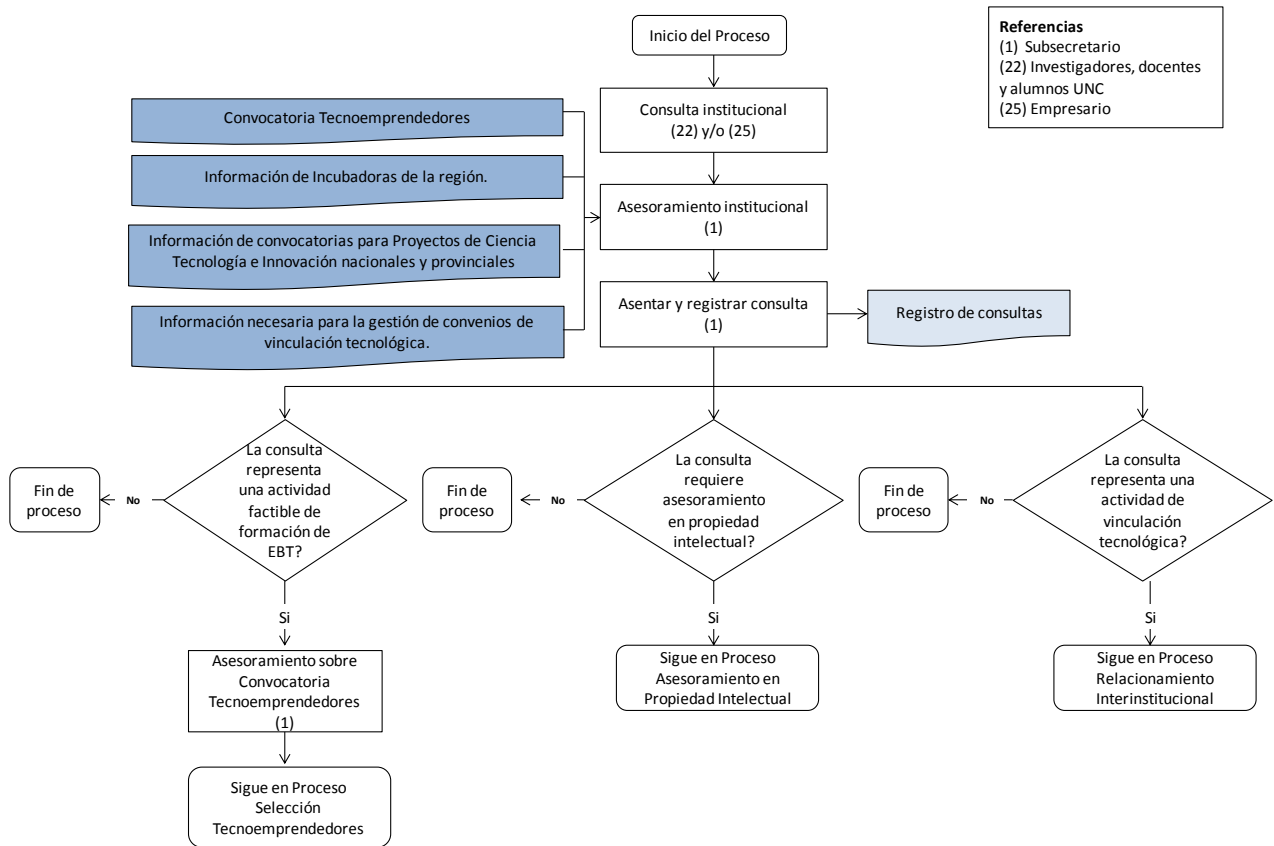 Inicio del Proceso
Referencias
(1) Subsecretario
(22) Investigadores, docentes
y alumnos UNC
(25) Empresario
Convocatoria Tecnoemprendedores
Consulta institucional
(22) y/o (25)
Información de Incubadoras de la región.
Asesoramiento institucional
(1)
Información de convocatorias para Proyectos de Ciencia
Tecnología e Innovación nacionales y provinciales
Información necesaria para la gestión de convenios de
vinculación tecnológica.
Asentar y registrar consulta
(1)
Registro de consultas
La consulta
representa
una actividad
factible de
formación de
EBT?
No
Fin de
proceso
La consulta
requiere
asesoramiento
en propiedad
intelectual?
No
Fin de
proceso
La consulta
representa una
actividad de
vinculación
tecnológica?
No
Fin de
proceso
Si
Si
Si
Asesoramiento sobre
Convocatoria
Tecnoemprendedores
(1)
Sigue en Proceso
Asesoramiento en
Propiedad Intelectual
Sigue en Proceso
Relacionamiento
Interinstitucional
Sigue en Proceso
Selección
Tecnoemprendedores